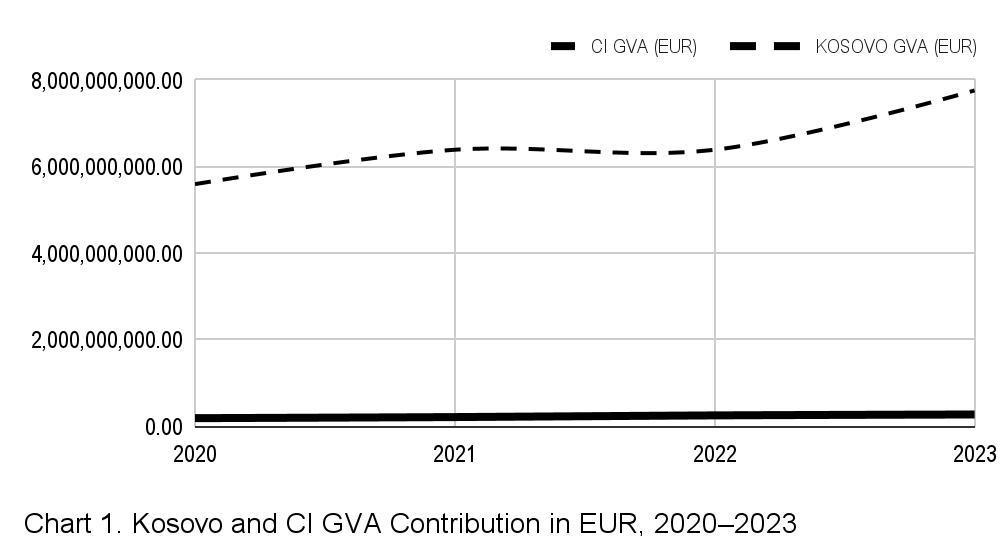 CI GVA (EUR) KOSOVO GVA (EUR)
8,000,000,000.00
6,000,000,000.00
4,000,000,000.00
2,000,000,000.00
0.00
2020 2021 2022 2023
Chart 1. Kosovo and CI GVA Contribution in EUR, 2020–2023